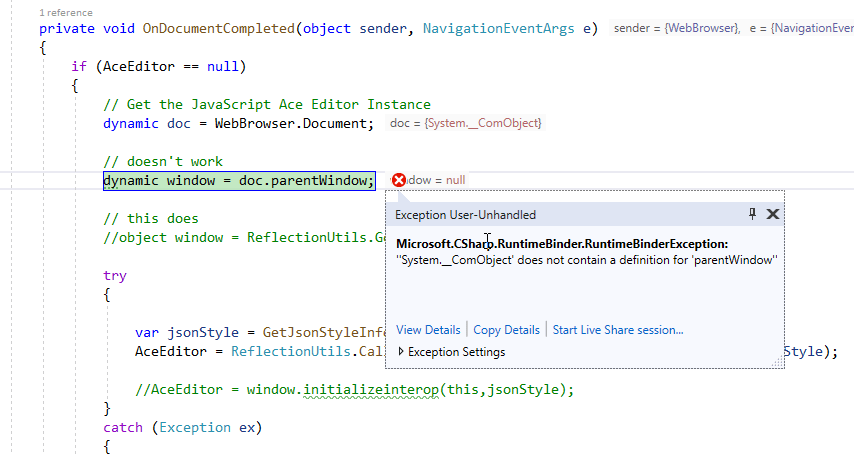 1 reference
private void OnDocumentCompleted(object sender, NavigationEventArgs e) sender = {WebBrowser}, e = {NavigationEver
{
if (AceEditor == null)
{
// Get the JavaScript Ace Editor Instance
dynamic doc = WebBrowser.Document; doc = {System.__ComObject}
// doesn't work
dynamic window = doc.parentWindow; dow = null
Exception User-Unhandled
// this does
//object window = ReflectionUtils.Ge
Microsoft.CSharp.RuntimeBinder.RuntimeBinderException:
"System.__ComObject' does not contain a definition for 'parentWindow"
try
{
var jsonStyle = GetJsonStyleInf
View Details Copy Details Start Live Share session...
AceEditor = ReflectionUtils.Cal Style);
Exception Settings
//AceEditor = window.initializeinterop(this,jsonStyle);
}
catch (Exception ex)
{